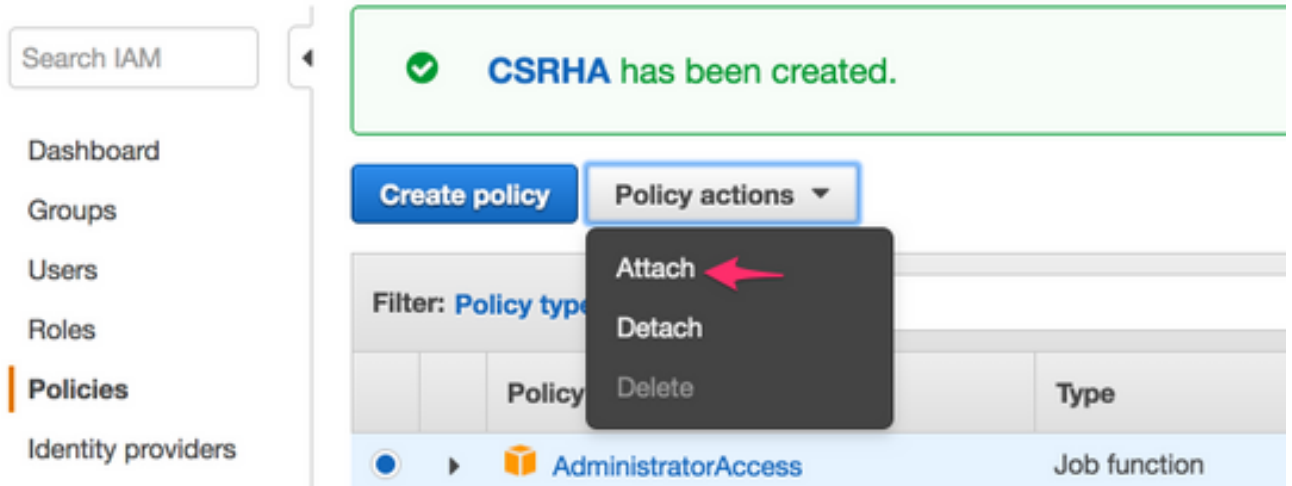 Search IAM
CSRHA has been created.
Dashboard
Groups
Users
Roles
Policies
Identity providers
Create policy
Policy actions
Attach
Detach
Delete
Filter: Policy type
Policy
Type
AdministratorAccess
Job function